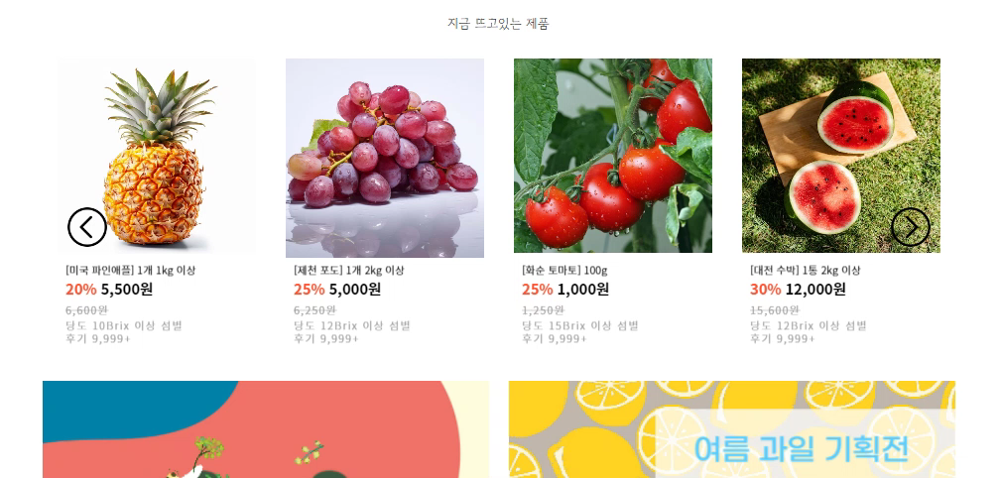 지금 뜨고있는 제품
[미국 파인애플] 1개 1kg 이상
20% 5,500원
6,600원
당도 10Brix 이상 섬별
후기 9,999+
[제천 포도] 1개 2kg 이상
25% 5,000원
6,250원
당도 12Brix 이상 섬별
후기 9,999+
[화순 토마토] 100g
25% 1,000원
1,250원
당도 15Brix 이상 섬별
후기 9,999+
[대전 수박] 1통 2kg 이상
30% 12,000원
15,600원
당도 12Brix 이상 섬별
후기 9,999+
여름 과일 기획전